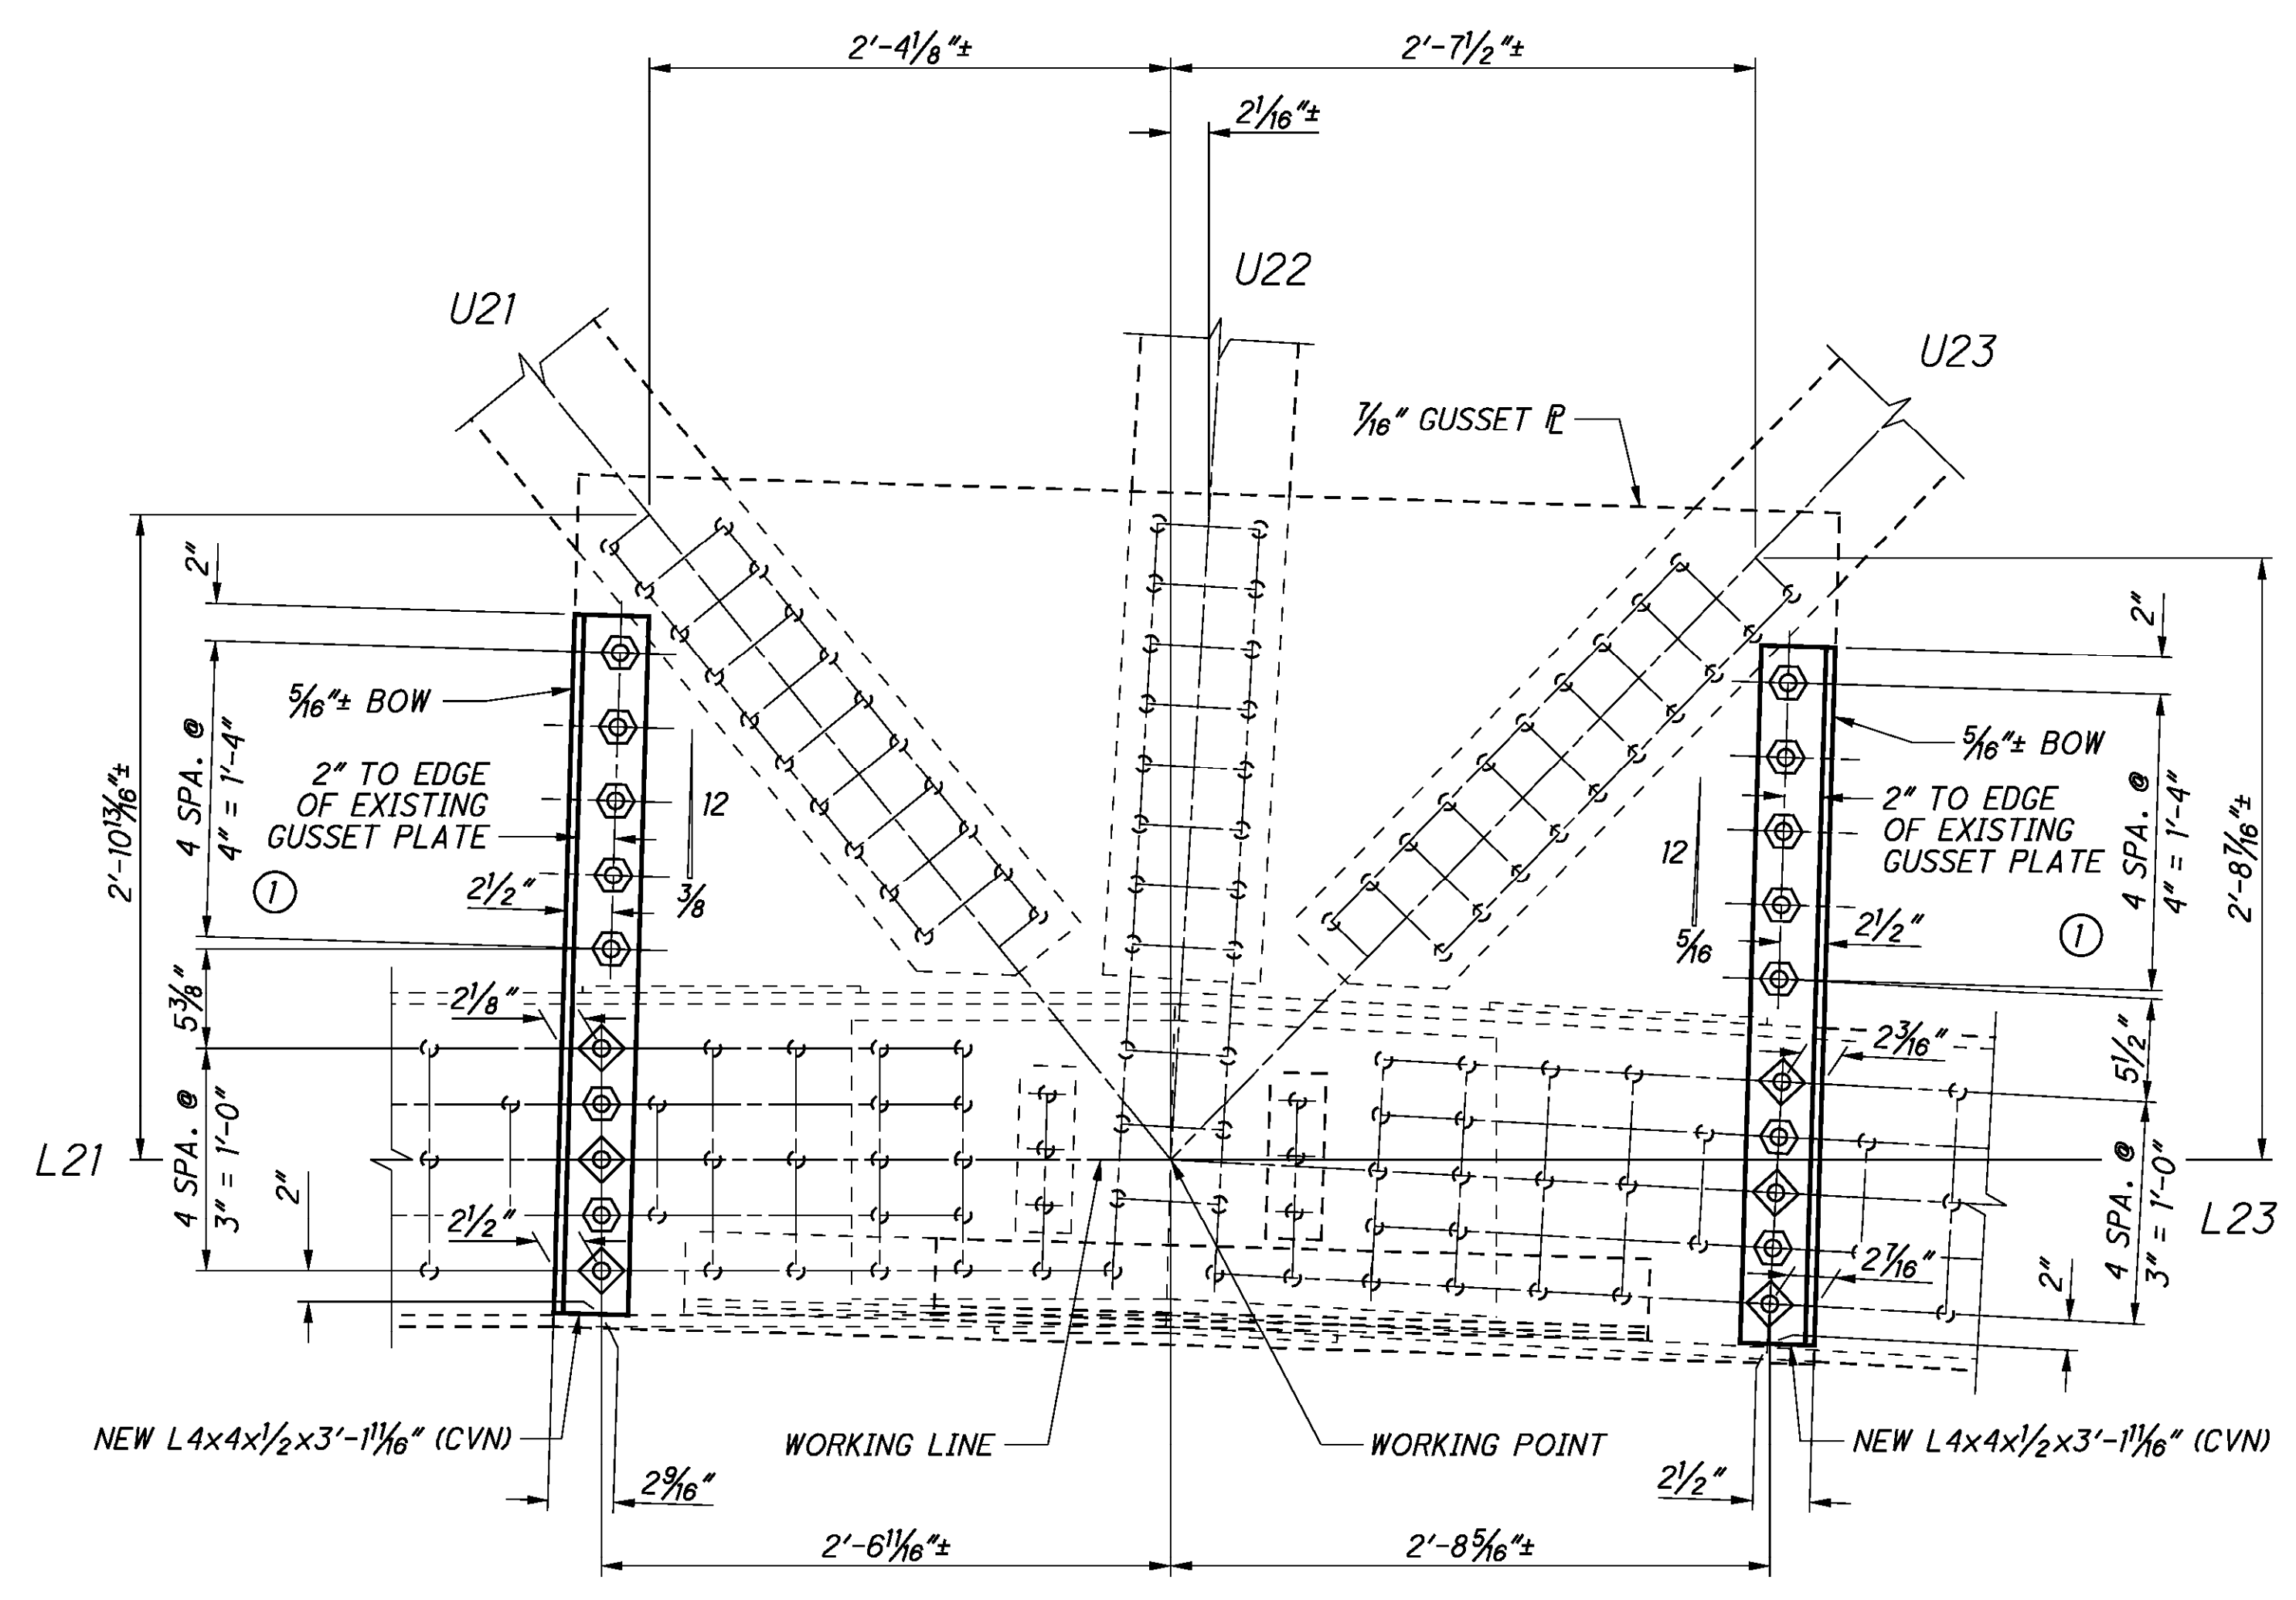 2'-4 1/8"±
2'-7 1/2"±
2 1/16"±
U21
U22
U23
7/16" GUSSET ℄
2"
2"
5/16"± BOW
5/16"± BOW
4 SPA. @
4" = 1'-4"
4 SPA. @
4" = 1'-4"
2'-10 13/16"±
2'-8 7/16"±
2" TO EDGE
OF EXISTING
GUSSET PLATE
2" TO EDGE
OF EXISTING
GUSSET PLATE
12
3/8
12
5/16
1
1
2 1/2"
2 1/2"
5 3/8"
2 1/8"
2 3/16"
5 1/2"
4 SPA. @
3" = 1'-0"
4 SPA. @
3" = 1'-0"
L21
L23
2"
2 1/2"
2 7/16"
2"
NEW L4x4x1/2x3'-1 11/16" (CVN)
WORKING LINE
WORKING POINT
NEW L4x4x1/2x3'-1 11/16" (CVN)
2 9/16"
2 1/2"
2'-6 11/16"±
2'-8 5/16"±